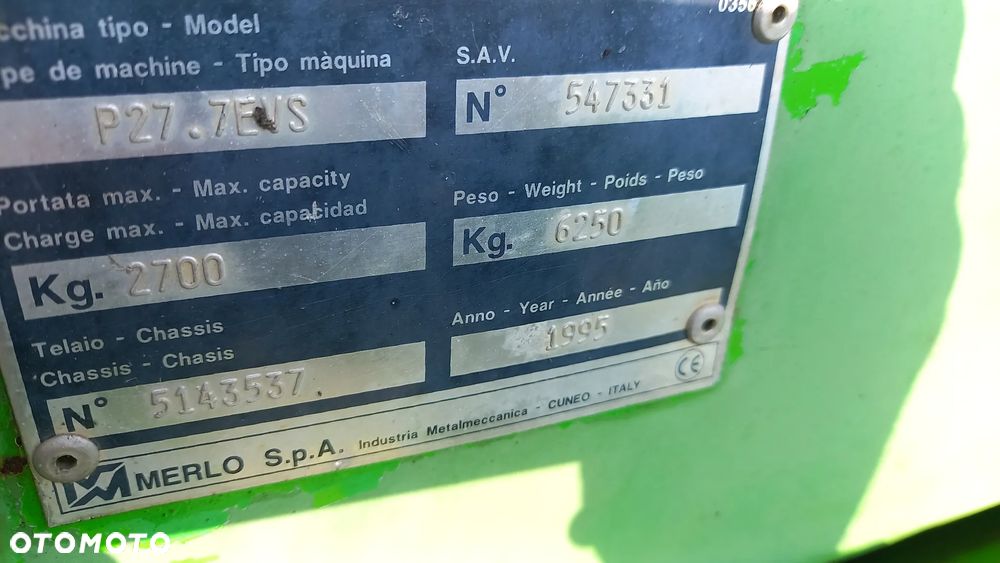 cchina tipo - Model
pe de machine - Tipo màquina
P27.7EVS
S.A.V.
N° 547331
Portata max. - Max. capacity
Charge max. - Max. capacidad
Kg. 2700
Peso - Weight - Poids - Peso
Kg. 6250
Telaio - Chassis
Chassis - Chasis
N° 5143537
Anno - Year - Année - Año
1995
CE
MERLO S.p.A. Industria Metalmeccanica - CUNEO - ITALY
OTOMOTO